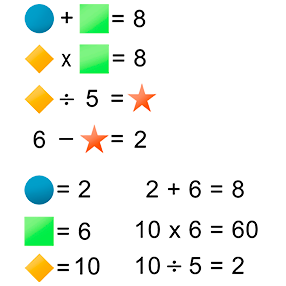 + = 8
x = 8
÷ 5 =
6 − = 2
= 2 2 + 6 = 8
= 6 10 x 6 = 60
= 10 10 ÷ 5 = 2